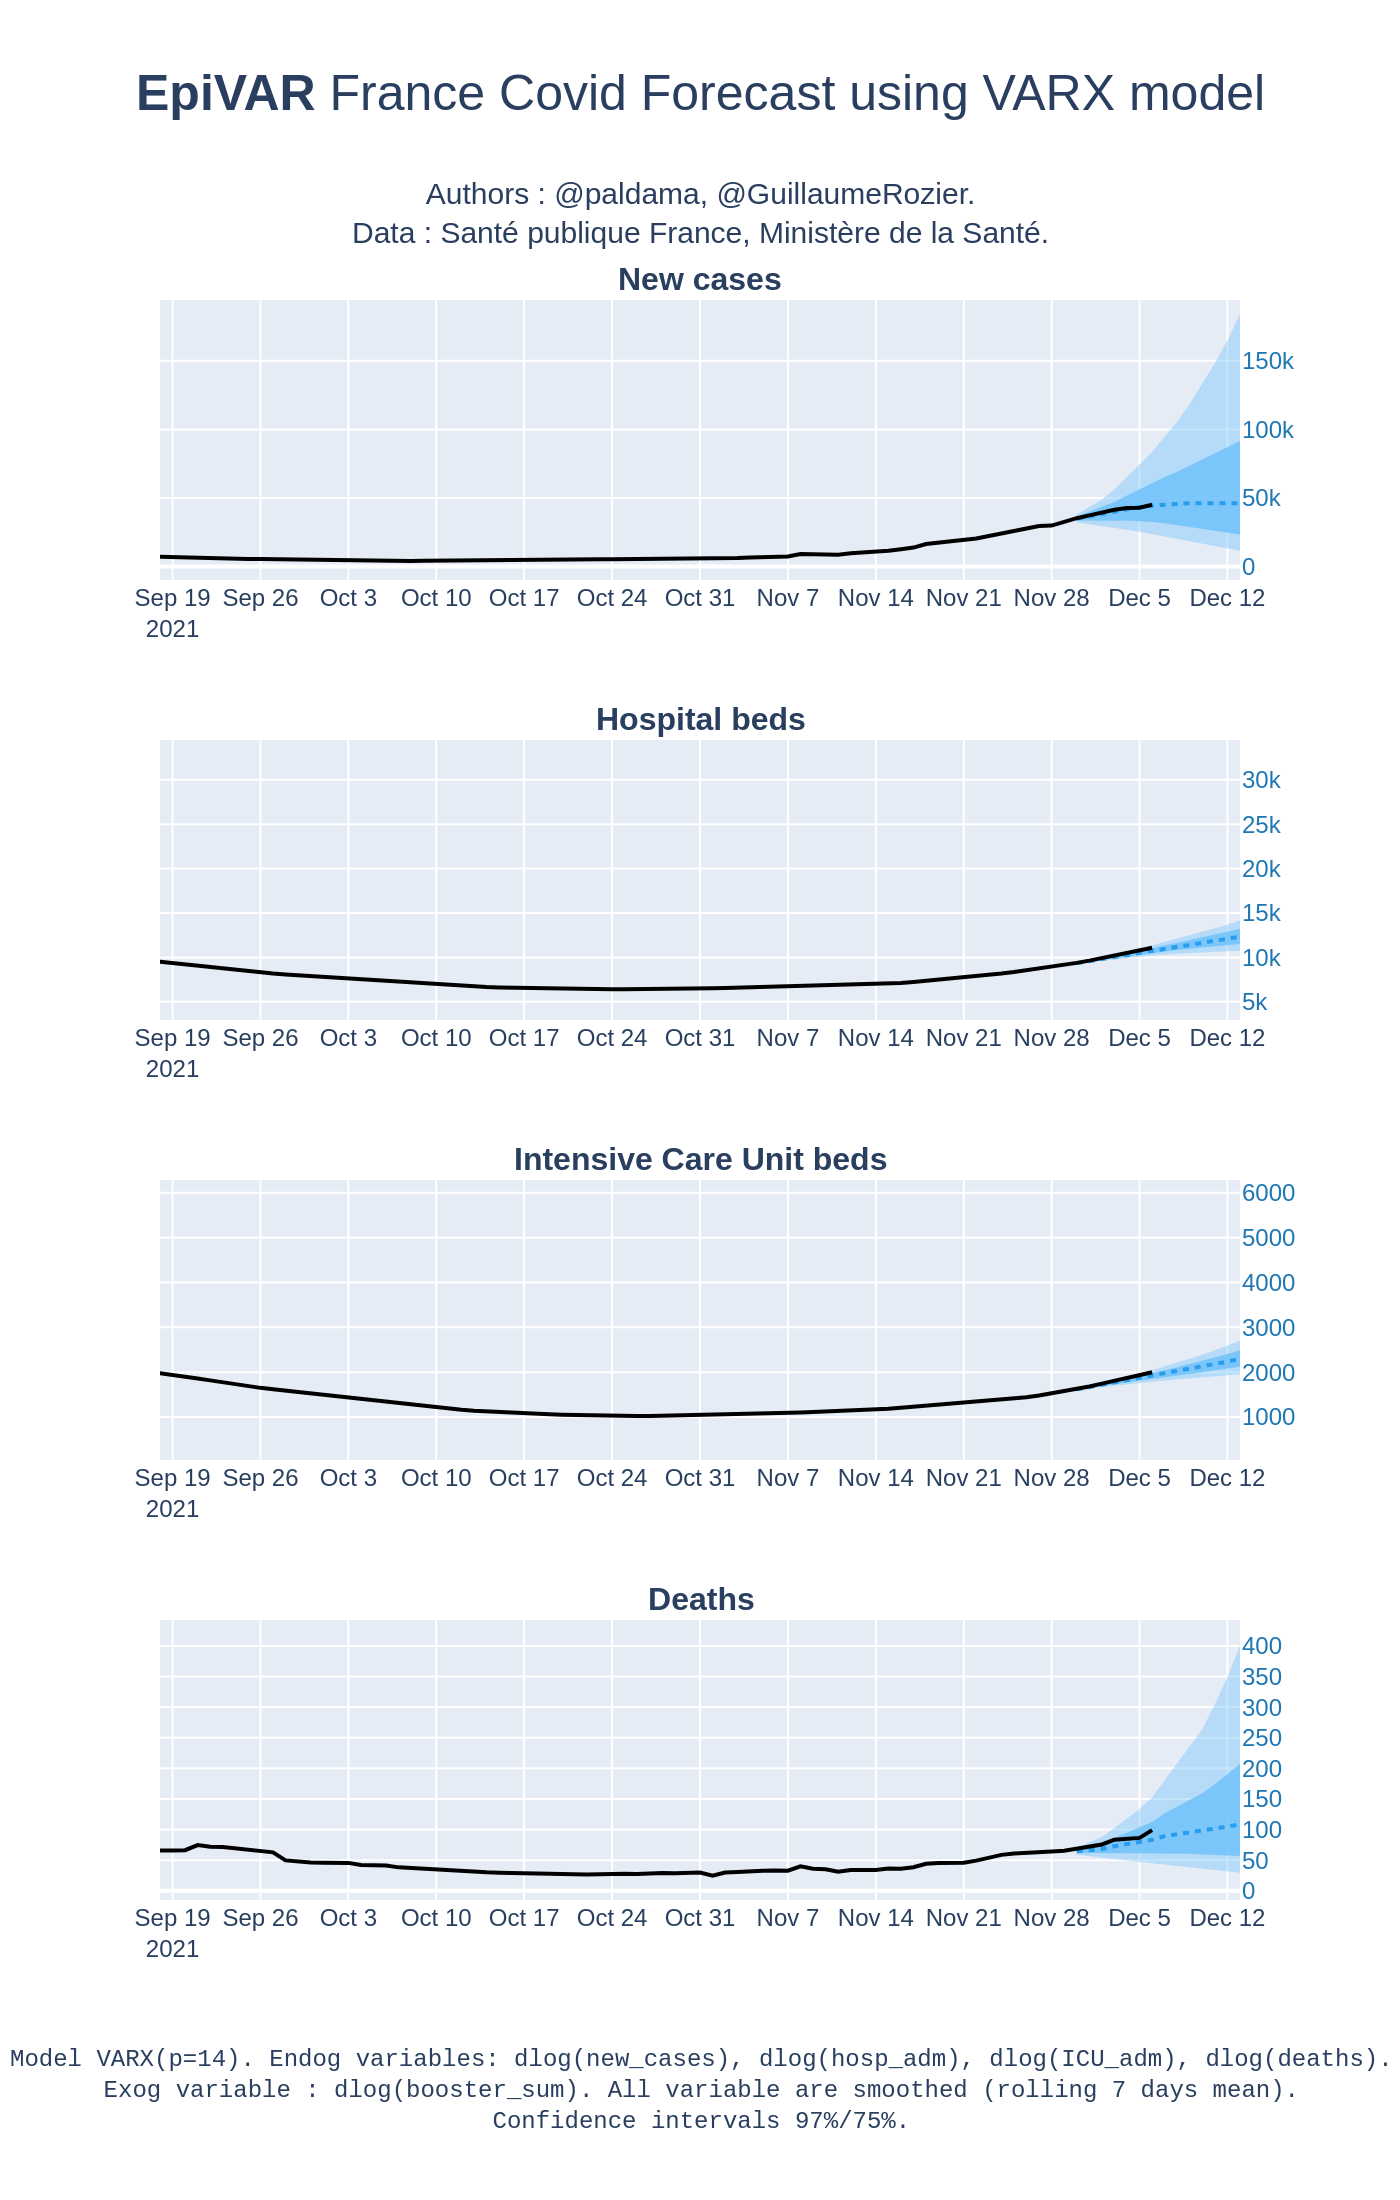 EpiVAR France Covid Forecast using VARX model
Authors : @paldama, @GuillaumeRozier.
Data : Santé publique France, Ministère de la Santé.
New cases
150k
100k
50k
0
Sep 19 Sep 26 Oct 3 Oct 10 Oct 17 Oct 24 Oct 31 Nov 7 Nov 14 Nov 21 Nov 28 Dec 5 Dec 12
2021
Hospital beds
30k
25k
20k
15k
10k
5k
Sep 19 Sep 26 Oct 3 Oct 10 Oct 17 Oct 24 Oct 31 Nov 7 Nov 14 Nov 21 Nov 28 Dec 5 Dec 12
2021
Intensive Care Unit beds
6000
5000
4000
3000
2000
1000
Sep 19 Sep 26 Oct 3 Oct 10 Oct 17 Oct 24 Oct 31 Nov 7 Nov 14 Nov 21 Nov 28 Dec 5 Dec 12
2021
Deaths
400
350
300
250
200
150
100
50
0
Sep 19 Sep 26 Oct 3 Oct 10 Oct 17 Oct 24 Oct 31 Nov 7 Nov 14 Nov 21 Nov 28 Dec 5 Dec 12
2021
Model VARX(p=14). Endog variables: dlog(new_cases), dlog(hosp_adm), dlog(ICU_adm), dlog(deaths).
Exog variable : dlog(booster_sum). All variable are smoothed (rolling 7 days mean).
Confidence intervals 97%/75%.